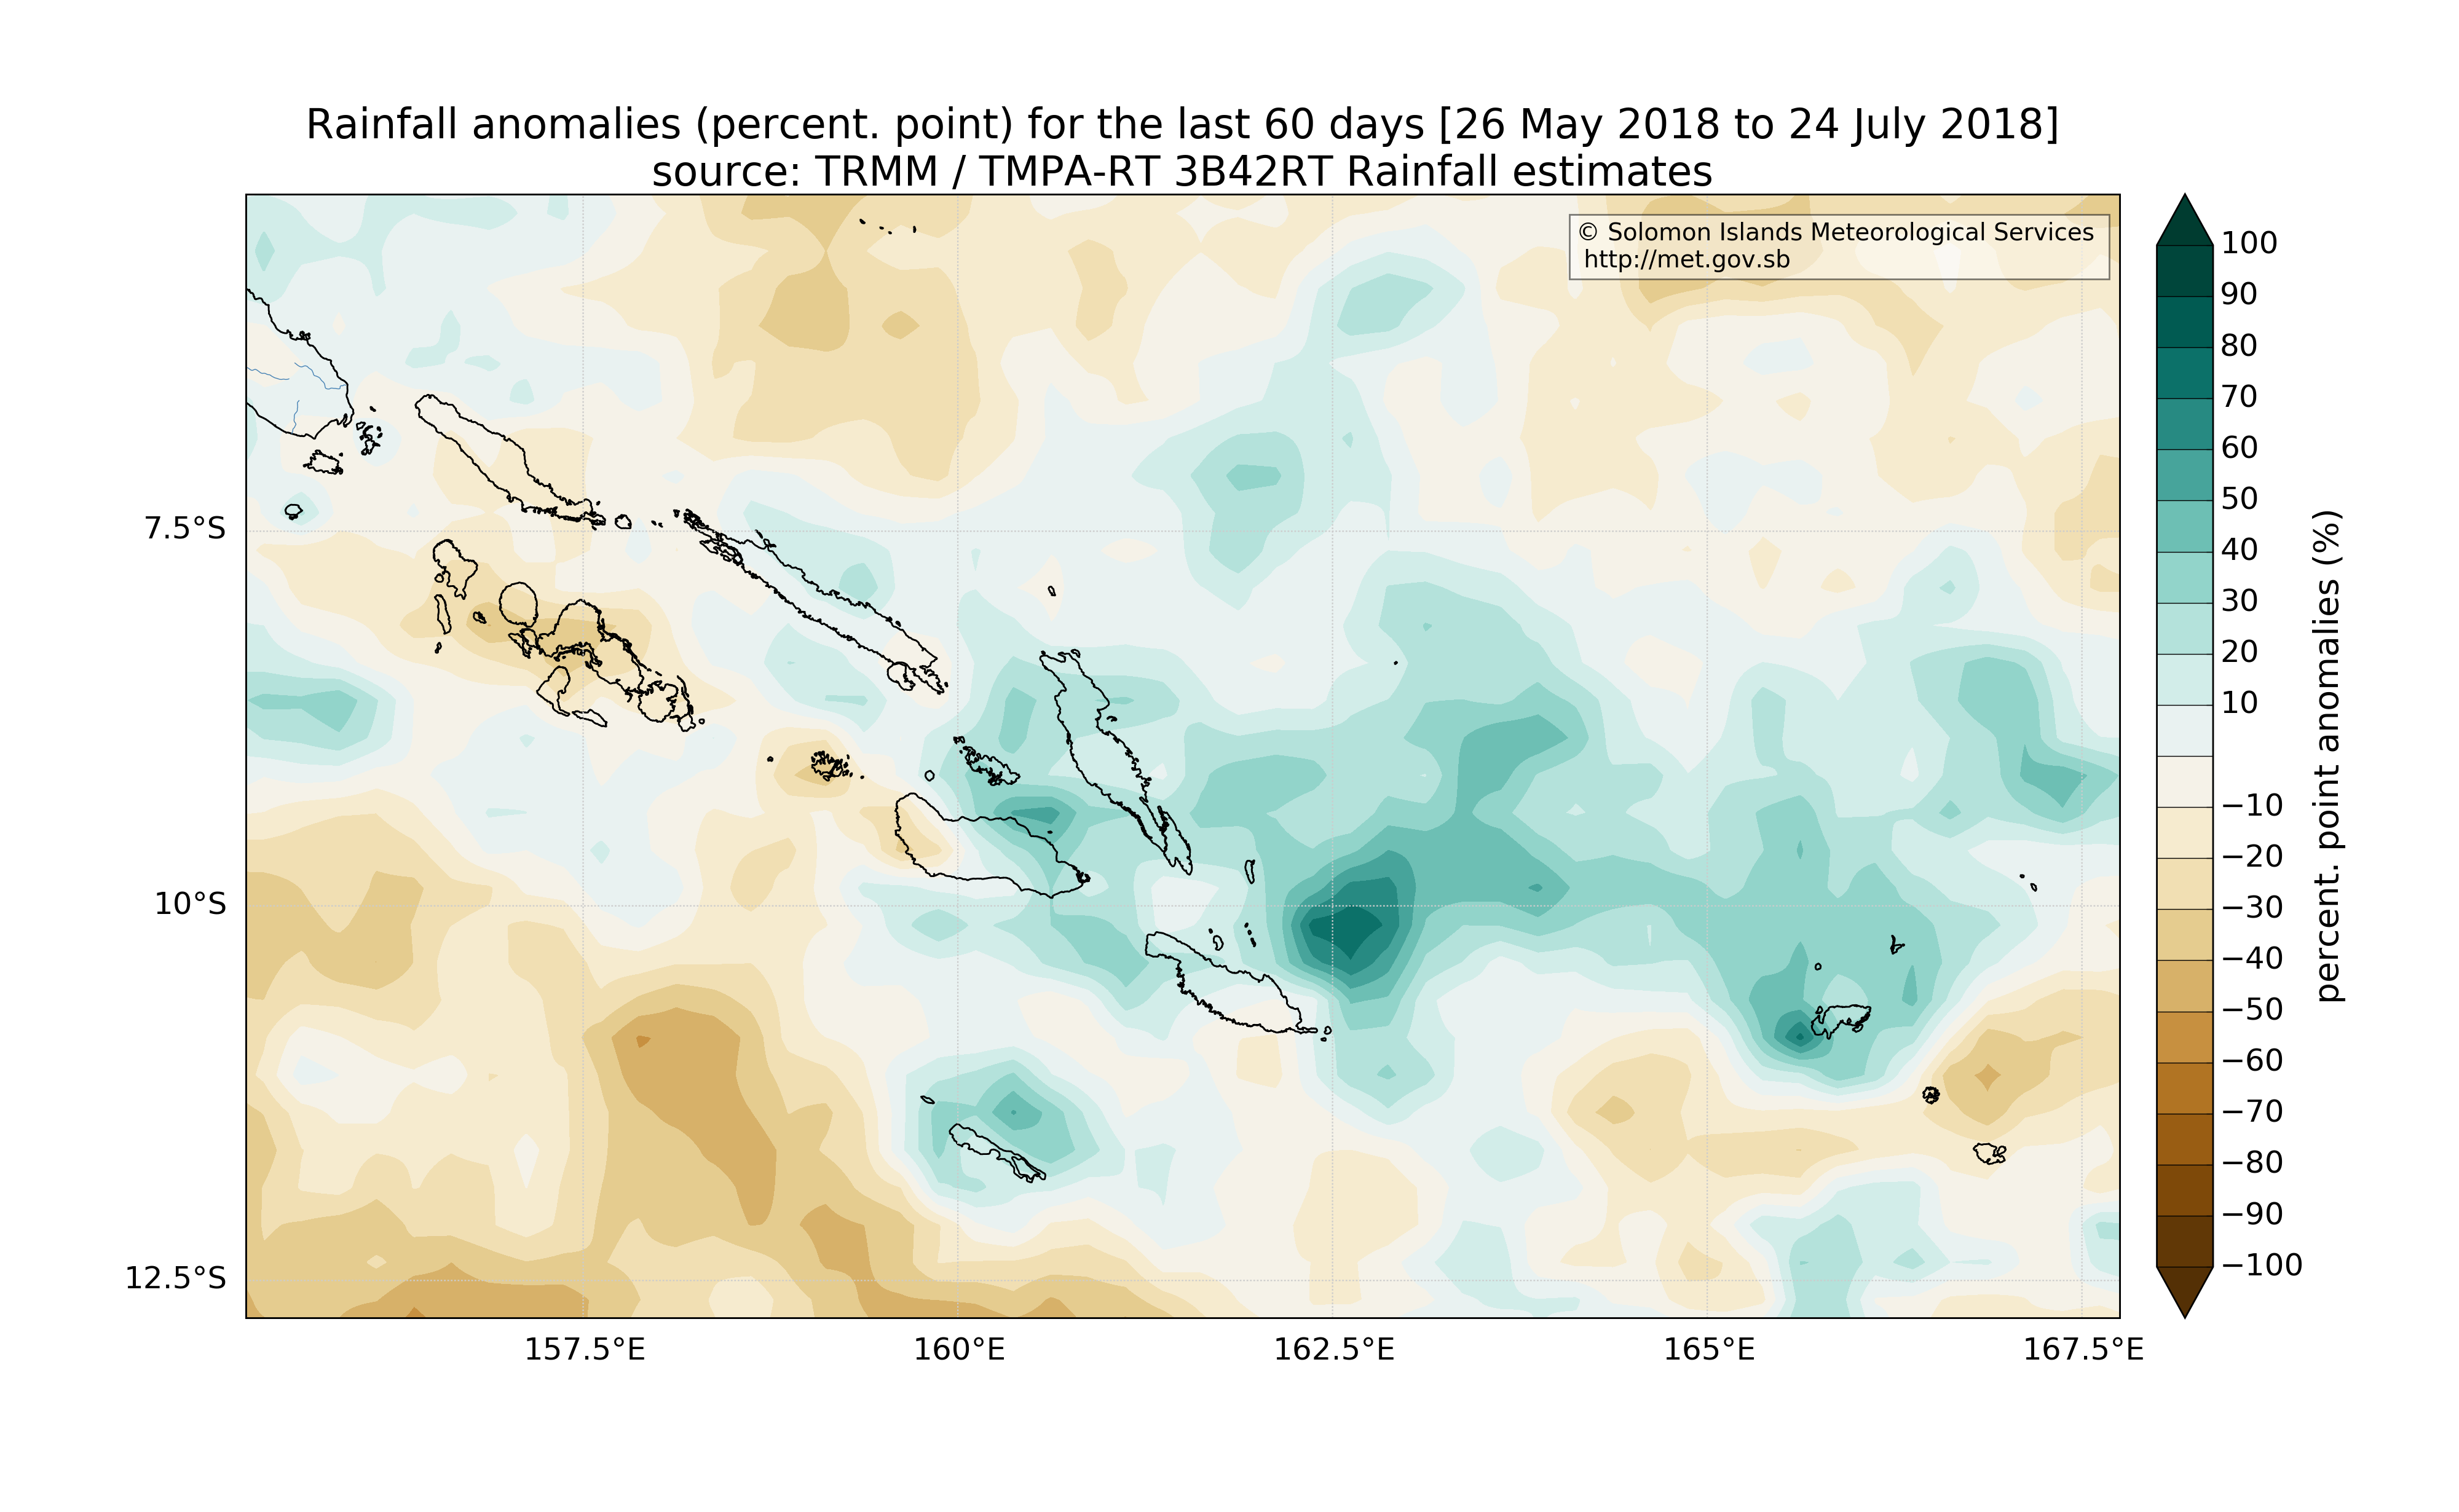 Rainfall anomalies (percent. point) for the last 60 days [26 May 2018 to 24 July 2018]
source: TRMM / TMPA-RT 3B42RT Rainfall estimates
© Solomon Islands Meteorological Services
http://met.gov.sb
7.5°S
10°S
12.5°S
157.5°E
160°E
162.5°E
165°E
167.5°E
100
90
80
70
60
50
40
30
20
10
−10
−20
−30
−40
−50
−60
−70
−80
−90
−100
percent. point anomalies (%)